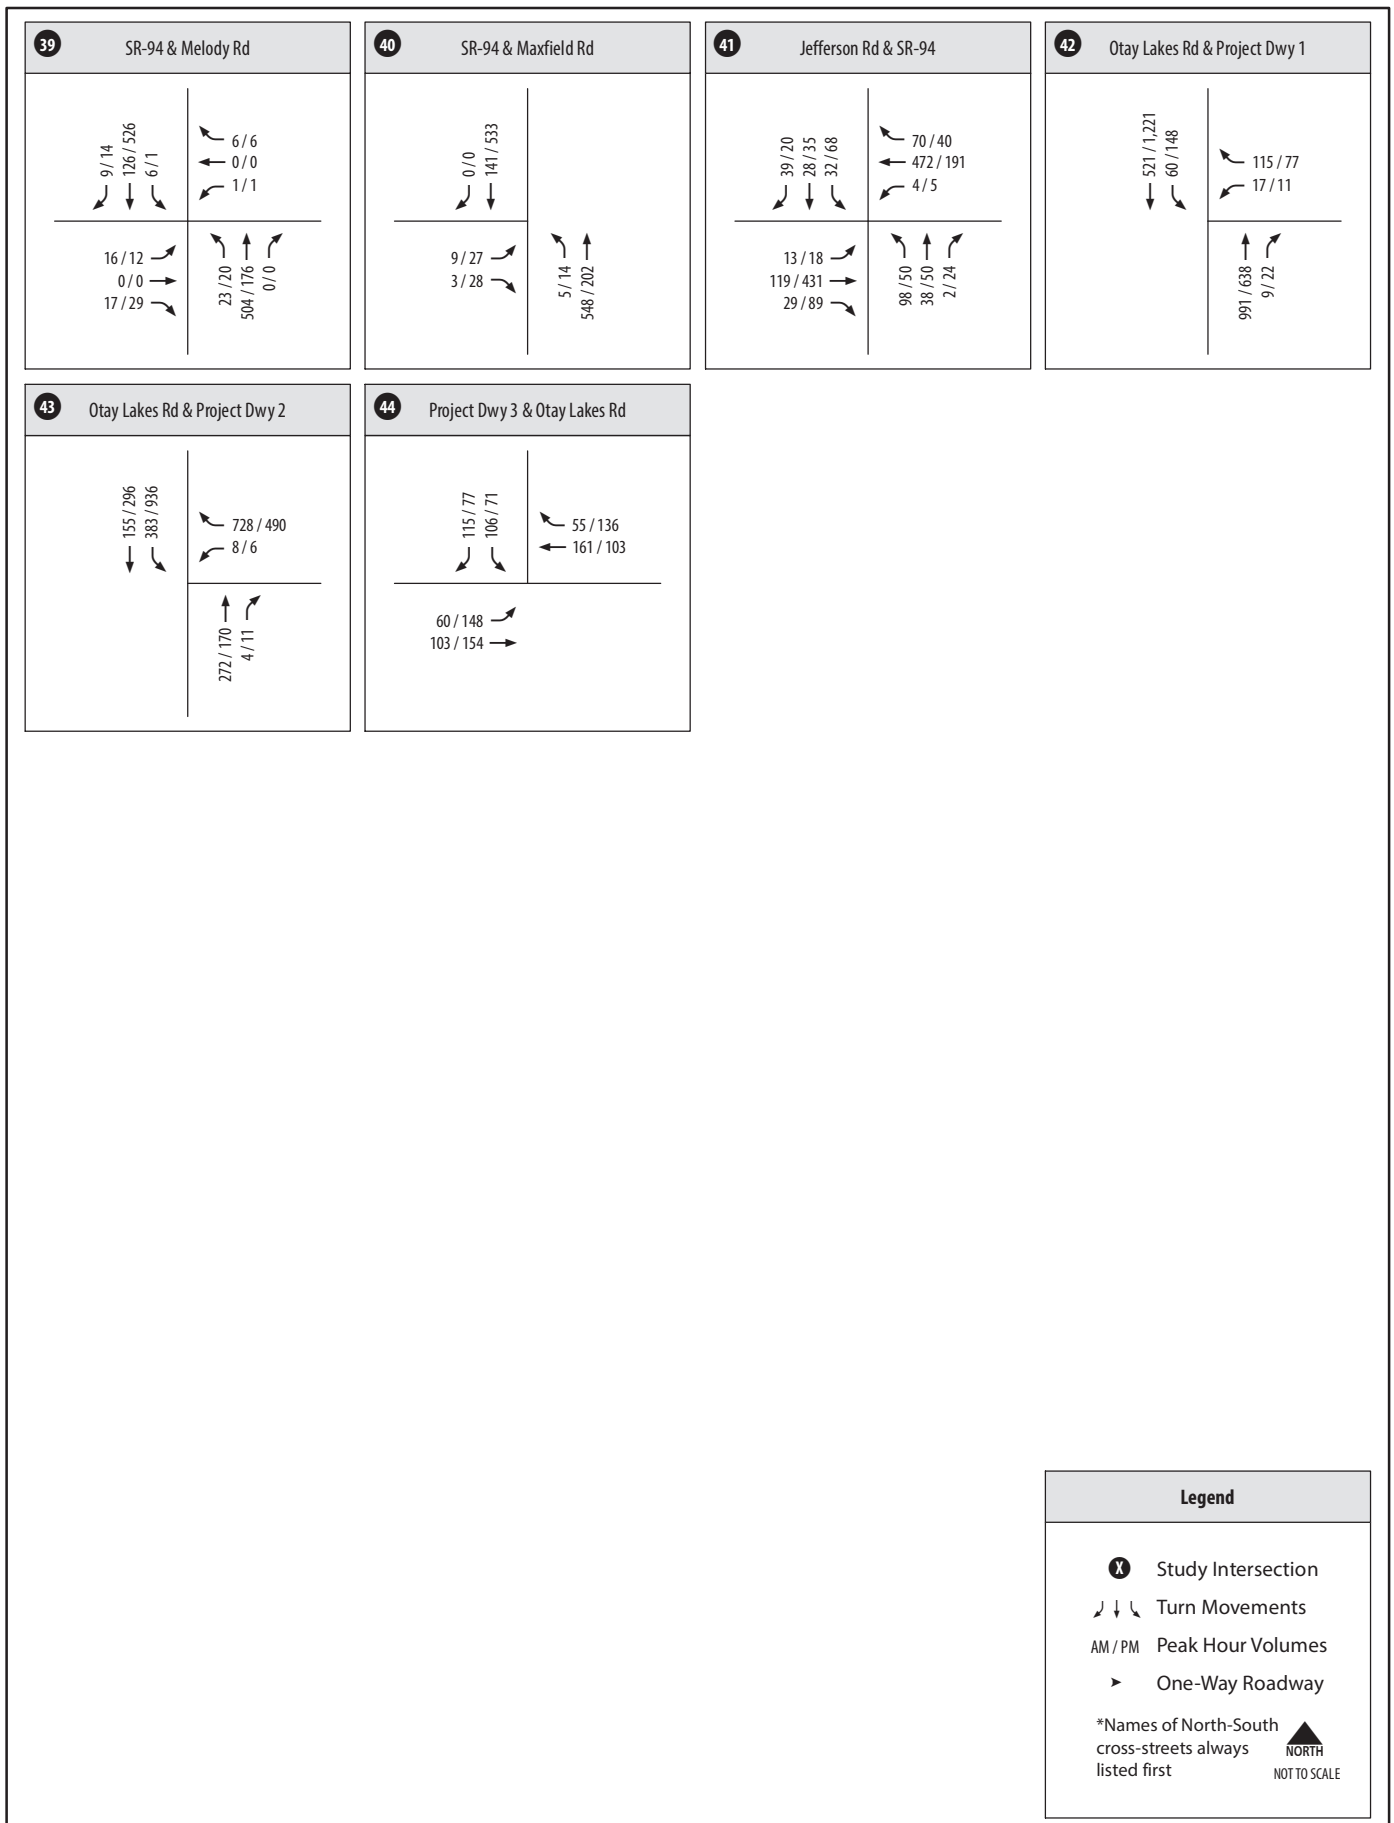 39 SR-94 & Melody Rd
9 / 14
126 / 526
6 / 1
6 / 6
0 / 0
1 / 1
16 / 12
0 / 0
17 / 29
23 / 20
504 / 176
0 / 0
40 SR-94 & Maxfield Rd
0 / 0
141 / 533
9 / 27
3 / 28
5 / 14
548 / 202
41 Jefferson Rd & SR-94
39 / 20
28 / 35
32 / 68
70 / 40
472 / 191
4 / 5
13 / 18
119 / 431
29 / 89
98 / 50
38 / 50
2 / 24
42 Otay Lakes Rd & Project Dwy 1
521 / 1,221
60 / 148
115 / 77
17 / 11
991 / 638
9 / 22
43 Otay Lakes Rd & Project Dwy 2
155 / 296
383 / 936
728 / 490
8 / 6
272 / 170
4 / 11
44 Project Dwy 3 & Otay Lakes Rd
115 / 77
106 / 71
55 / 136
161 / 103
60 / 148
103 / 154
Legend
X Study Intersection
Turn Movements
AM / PM Peak Hour Volumes
One-Way Roadway
*Names of North-South
cross-streets always
listed first
NORTH
NOT TO SCALE